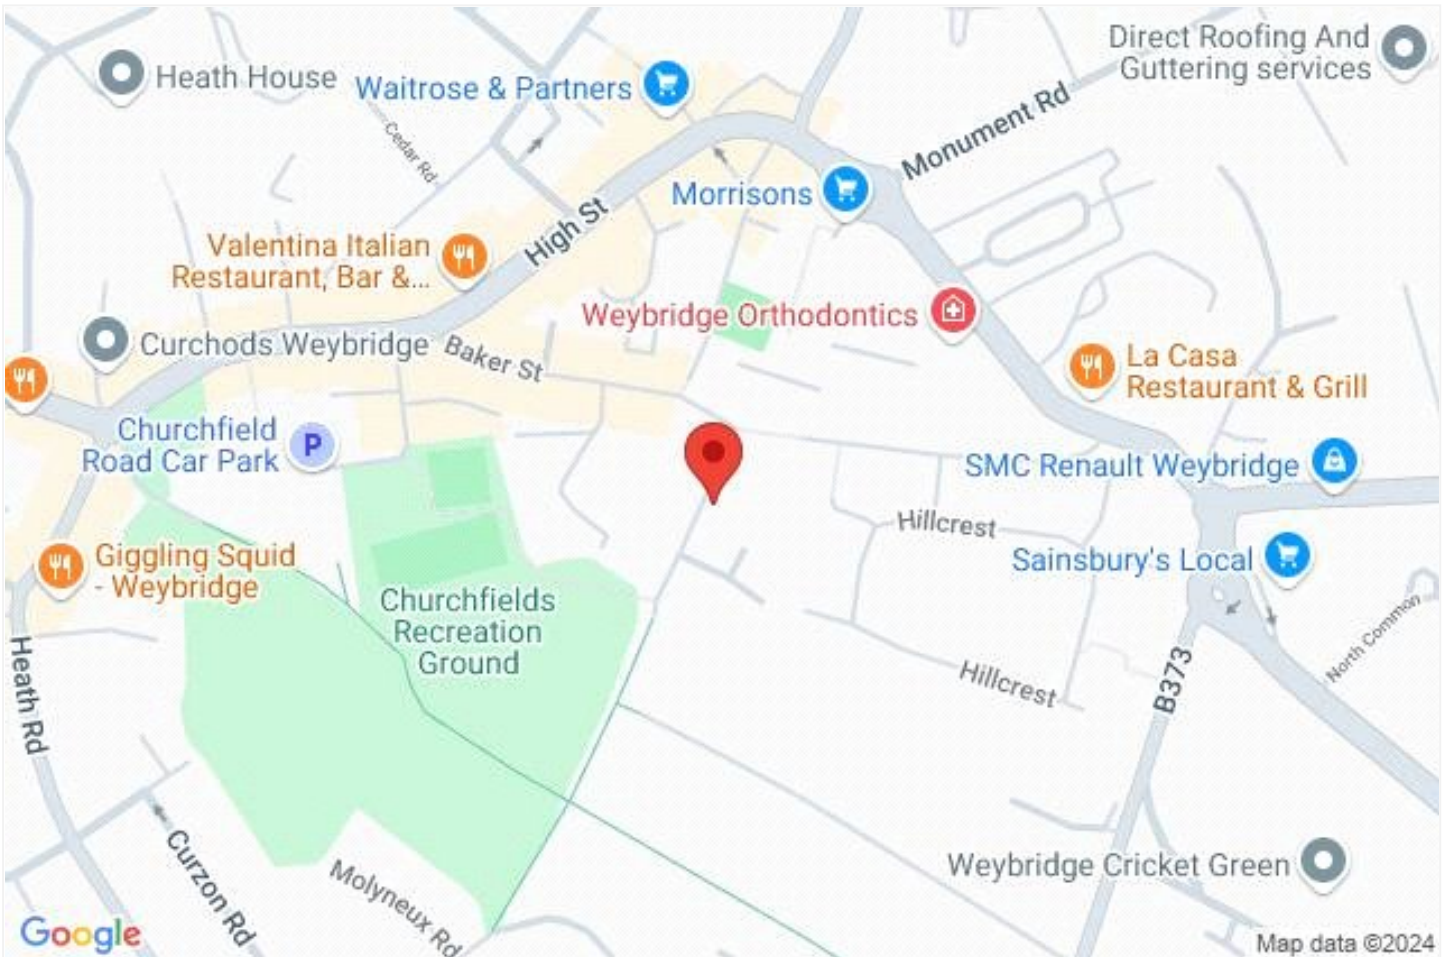 Direct Roofing And
Guttering services
Heath House
Waitrose & Partners
Monument Rd
Cedar Rd
Morrisons
High St
Valentina Italian
Restaurant, Bar &...
Weybridge Orthodontics
Curchods Weybridge
Baker St
La Casa
Restaurant & Grill
Churchfield
Road Car Park
P
SMC Renault Weybridge
Hillcrest
Giggling Squid
- Weybridge
Sainsbury's Local
Churchfields
Recreation
Ground
North Common
Heath Rd
Hillcrest
B373
Curzon Rd
Molyneux Rd
Weybridge Cricket Green
Google
Map data ©2024